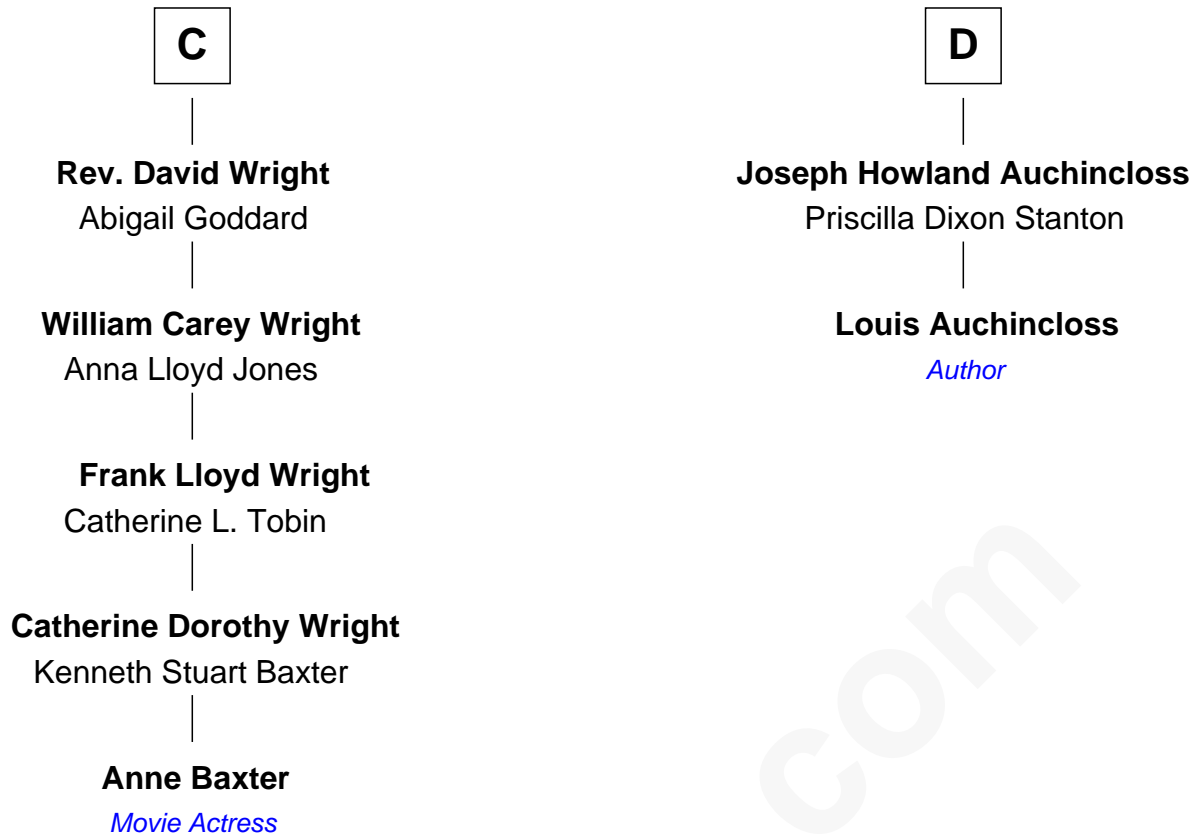 C
Rev. David Wright
Abigail Goddard
William Carey Wright
Anna Lloyd Jones
Frank Lloyd Wright
Catherine L. Tobin
Catherine Dorothy Wright
Kenneth Stuart Baxter
Anne Baxter
Movie Actress
D
Joseph Howland Auchincloss
Priscilla Dixon Stanton
Louis Auchincloss
Author
com